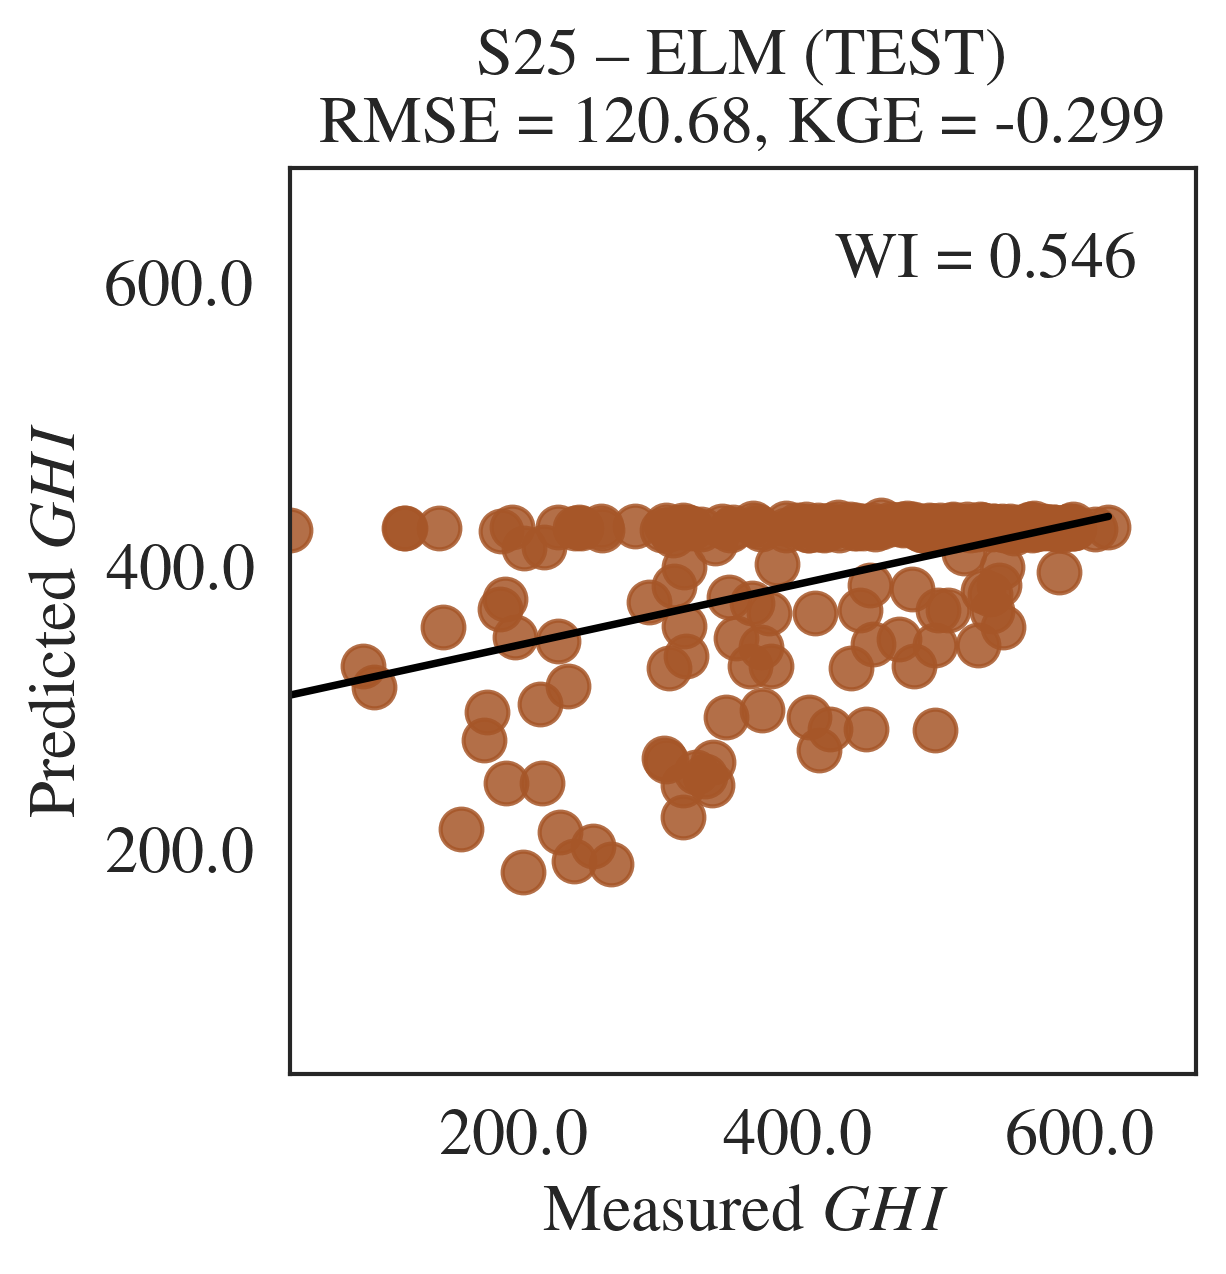 S25 – ELM (TEST)
RMSE = 120.68, KGE = -0.299
WI = 0.546
600.0
400.0
200.0
Predicted GHI
200.0 400.0 600.0
Measured GHI